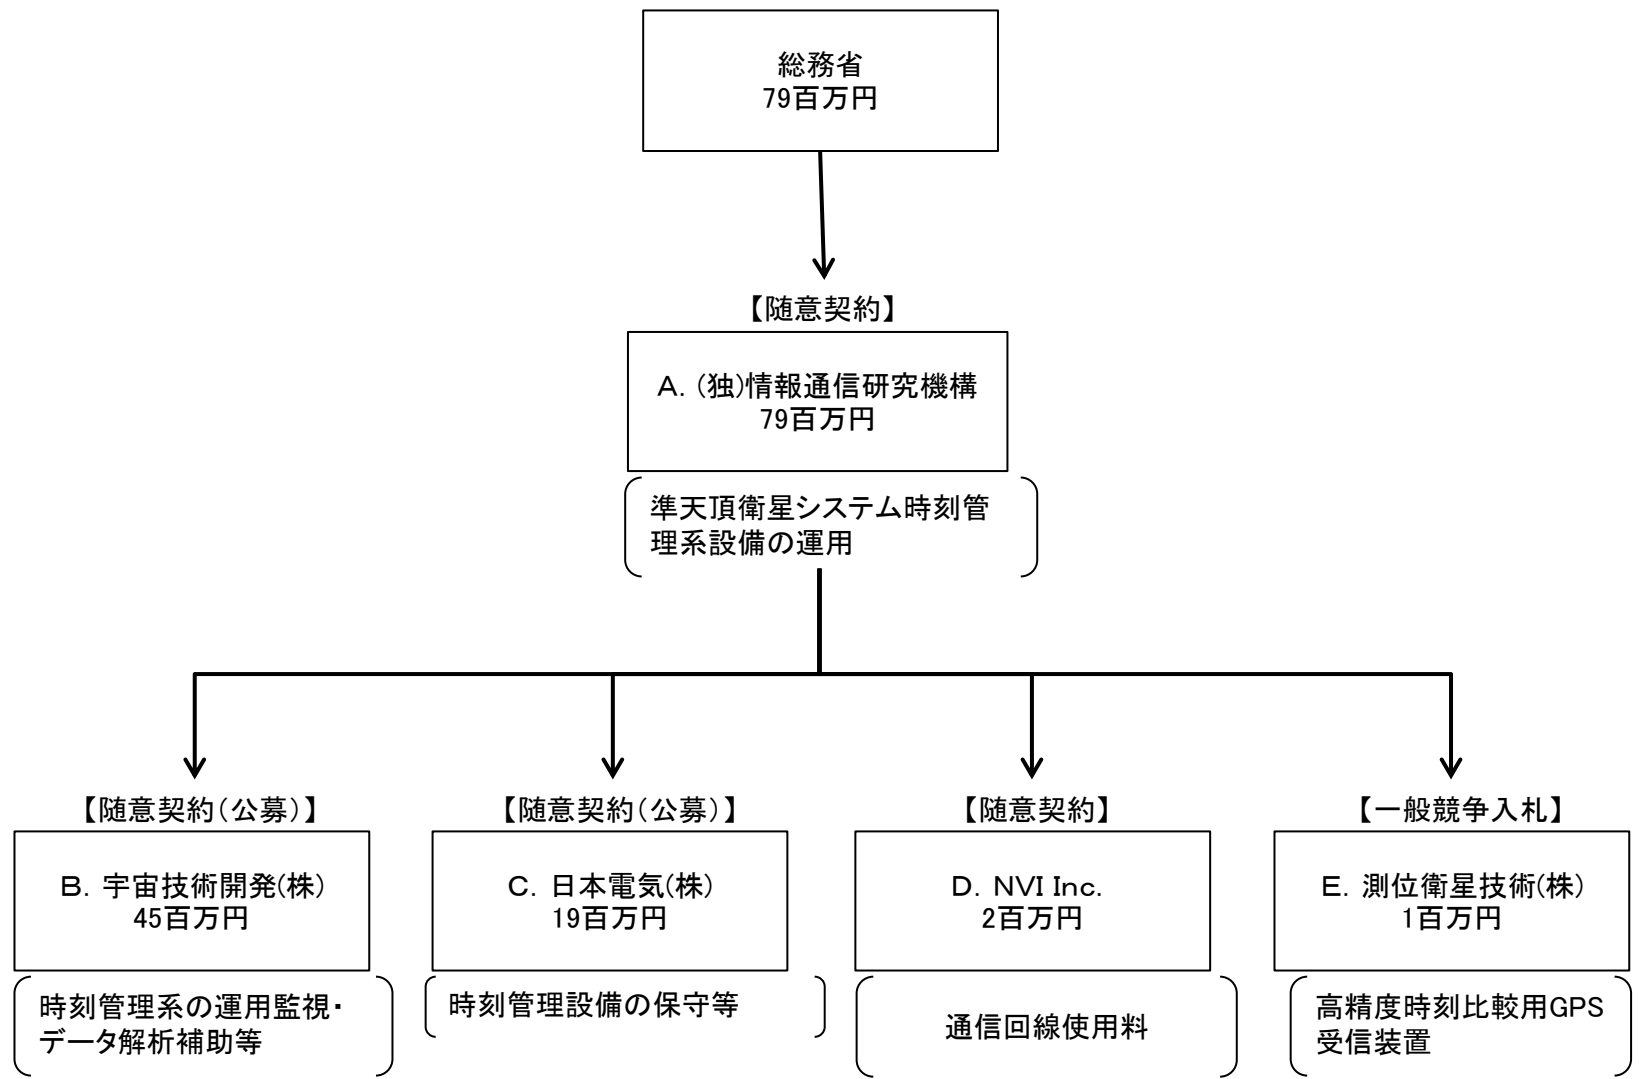 総務省
79百万円
【随意契約】
A. (独)情報通信研究機構
79百万円
準天頂衛星システム時刻管
理系設備の運用
【随意契約(公募)】
B. 宇宙技術開発(株)
45百万円
時刻管理系の運用監視・
データ解析補助等
【随意契約(公募)】
C. 日本電気(株)
19百万円
時刻管理設備の保守等
【随意契約】
D. NVI Inc.
2百万円
通信回線使用料
【一般競争入札】
E. 測位衛星技術(株)
1百万円
高精度時刻比較用GPS
受信装置